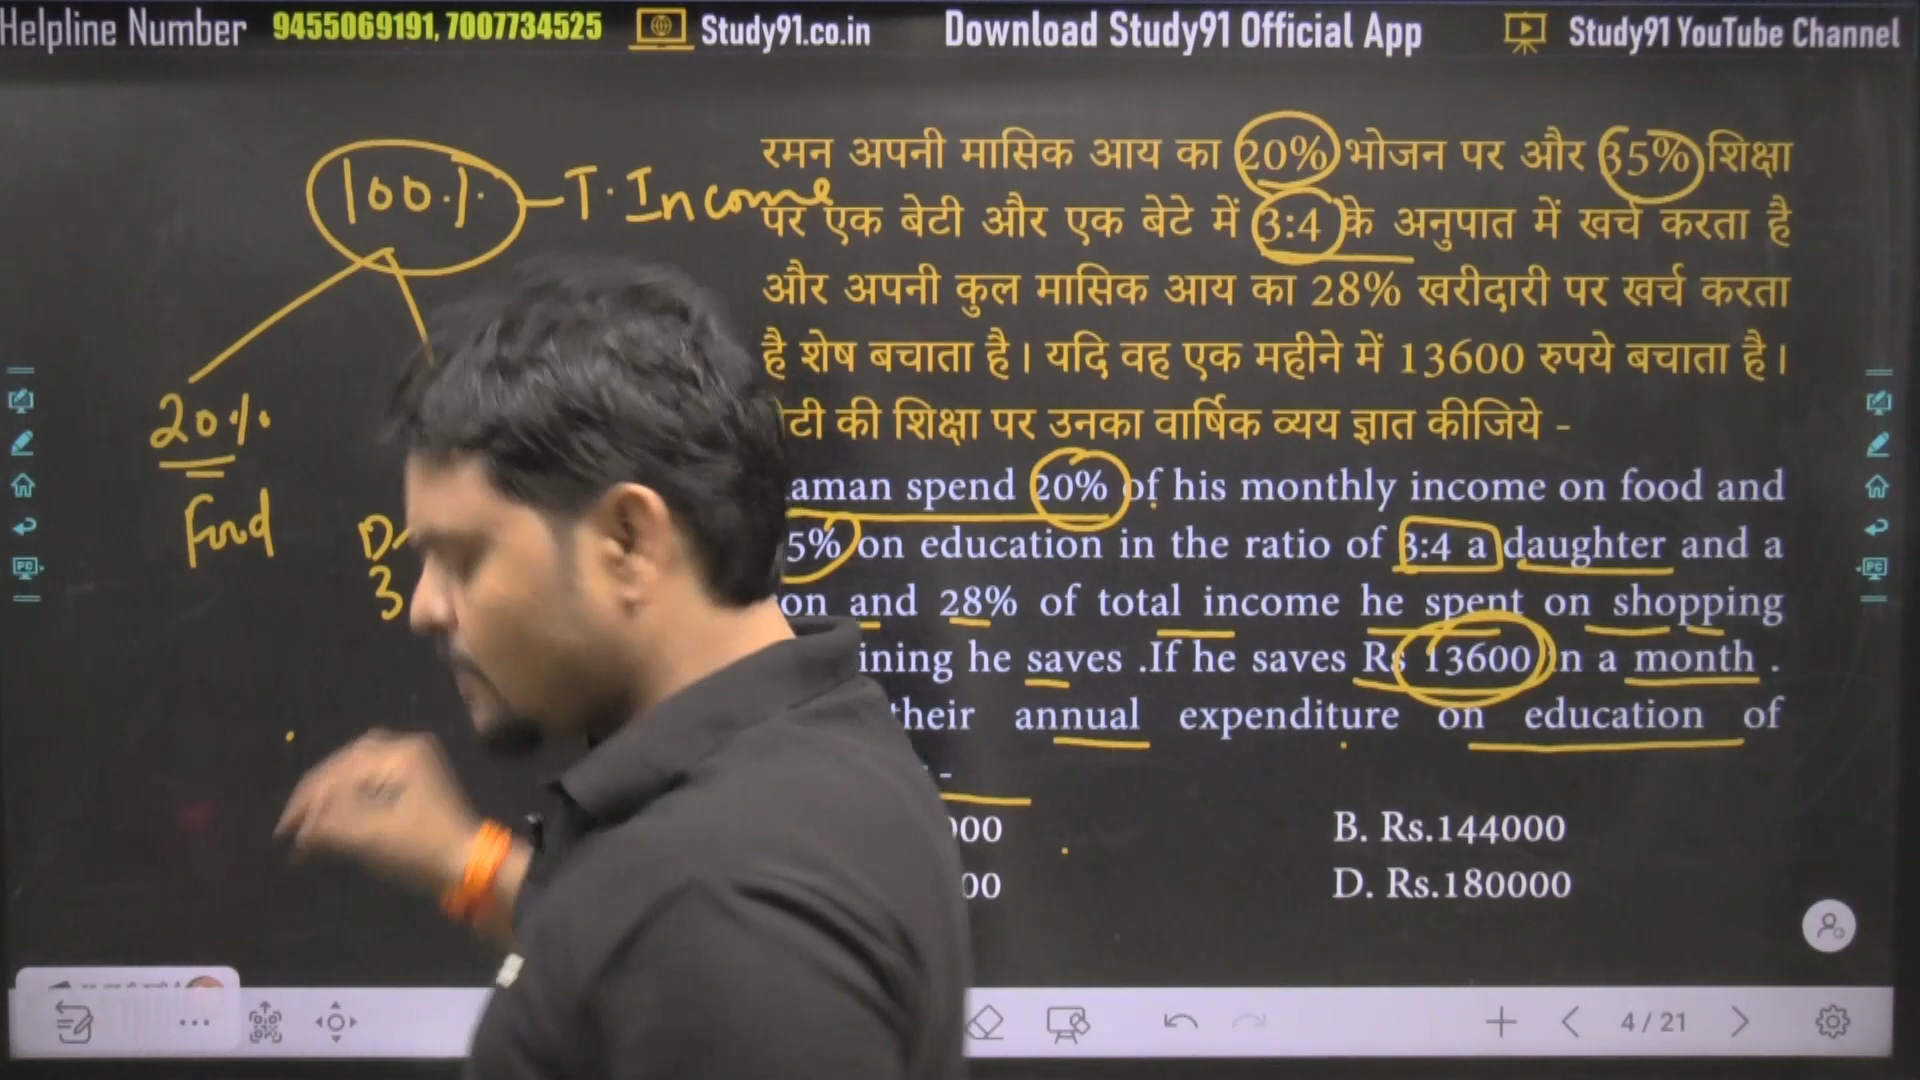 Helpline Number 9455069191, 7007734525 Study91.co.in Download Study91 Official App Study91 YouTube Channel
रमन अपनी मासिक आय का 20% भोजन पर और 35% शिक्षा
पर एक बेटी और एक बेटे में 3:4 के अनुपात में खर्च करता है
और अपनी कुल मासिक आय का 28% खरीदारी पर खर्च करता
है शेष बचाता है। यदि वह एक महीने में 13600 रुपये बचाता है।
की शिक्षा पर उनका वार्षिक व्यय ज्ञात कीजिये -
aman spend 20% of his monthly income on food and
5% on education in the ratio of 3:4 a daughter and a
on and 28% of total income he spent on shopping
ining he saves .If he saves Rs 13600 in a month .
their annual expenditure on education of
-
00 B. Rs.144000
00 D. Rs.180000
100% - T. Income
20%
Food
D
3
4 / 21